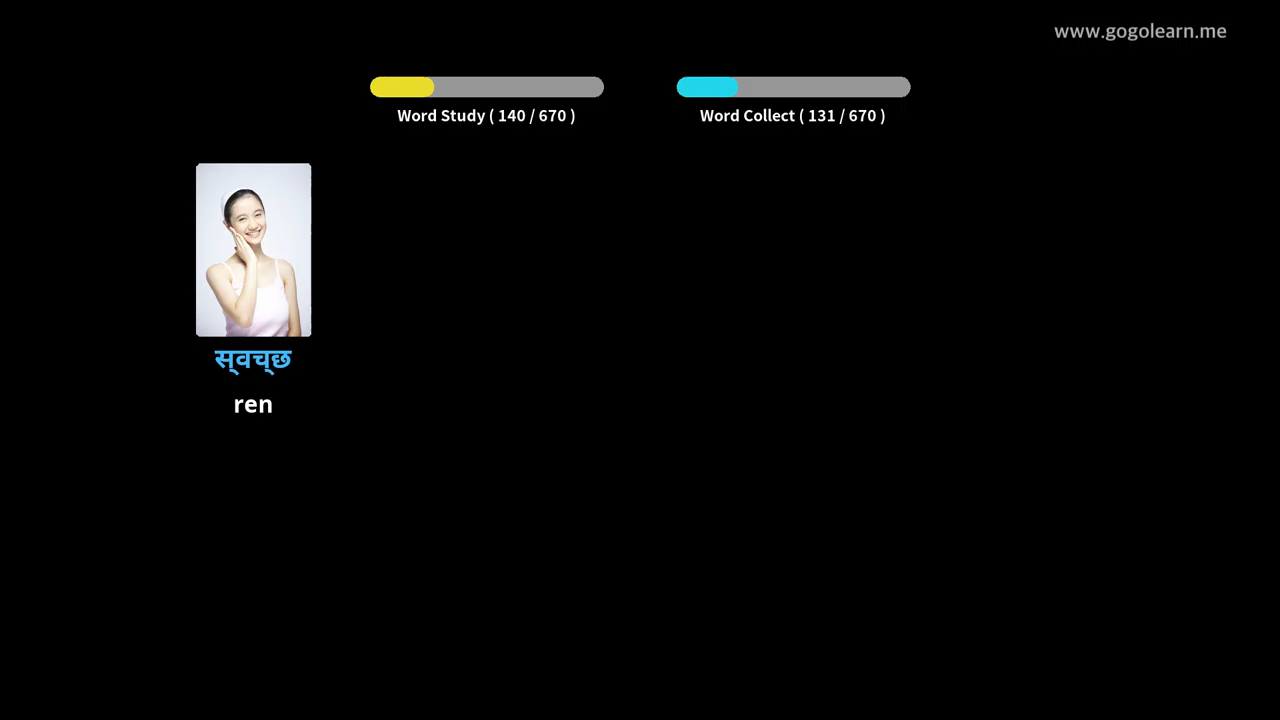 www.gogolearn.me
Word Study ( 140 / 670 )
Word Collect ( 131 / 670 )
स्‌वच्‌छ
ren